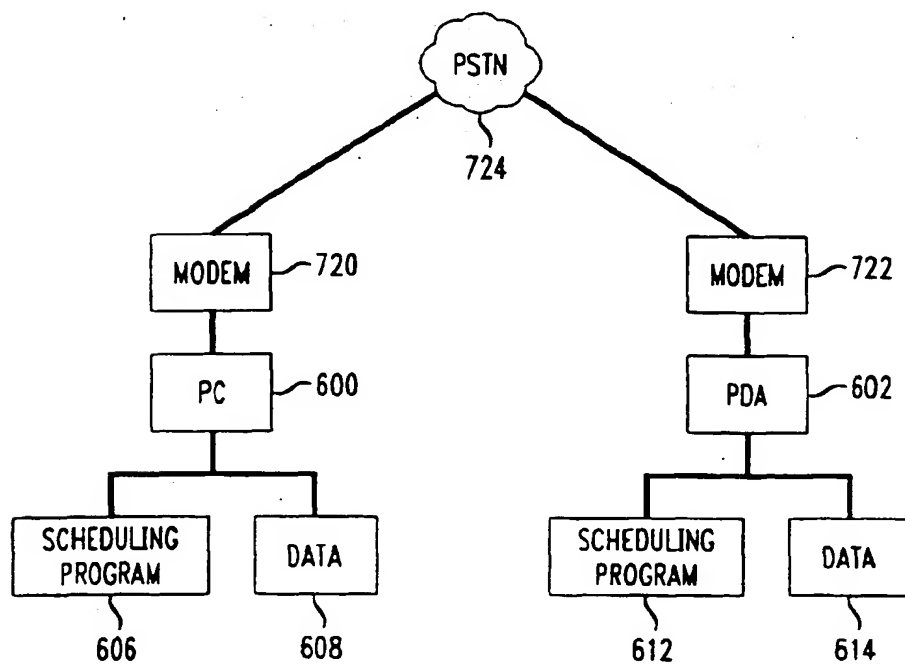 PSTN
724
MODEM
720
MODEM
722
PC
600
PDA
602
SCHEDULING
PROGRAM
DATA
SCHEDULING
PROGRAM
DATA
606
608
612
614